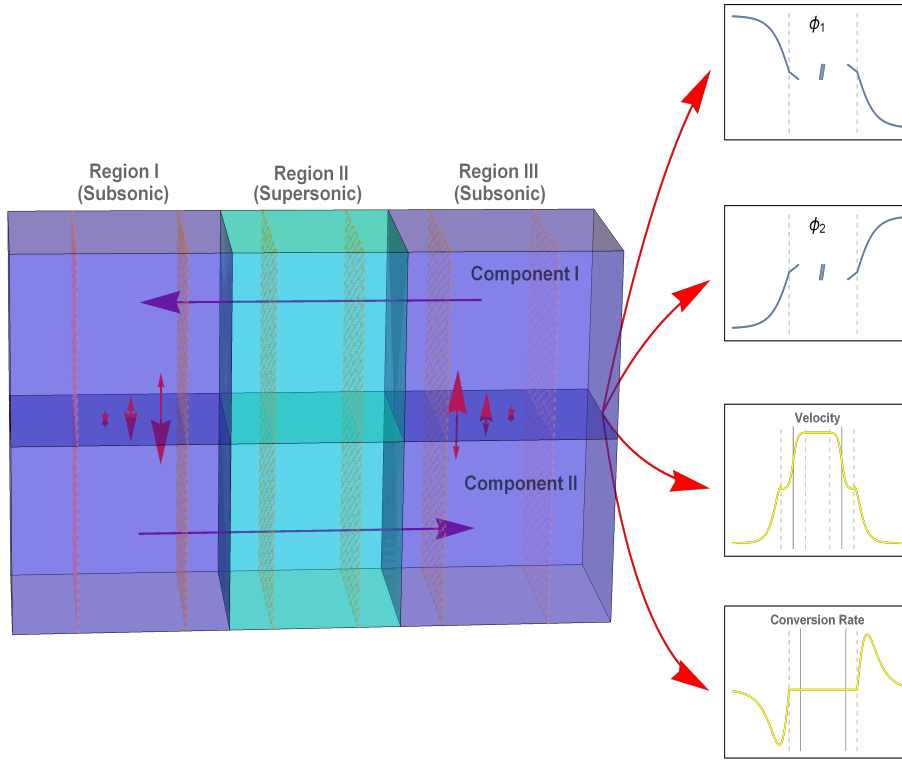 Region I
(Subsonic)
Region II
(Supersonic)
Region III
(Subsonic)
Component I
Component II
ϕ1
ϕ2
Velocity
Conversion Rate